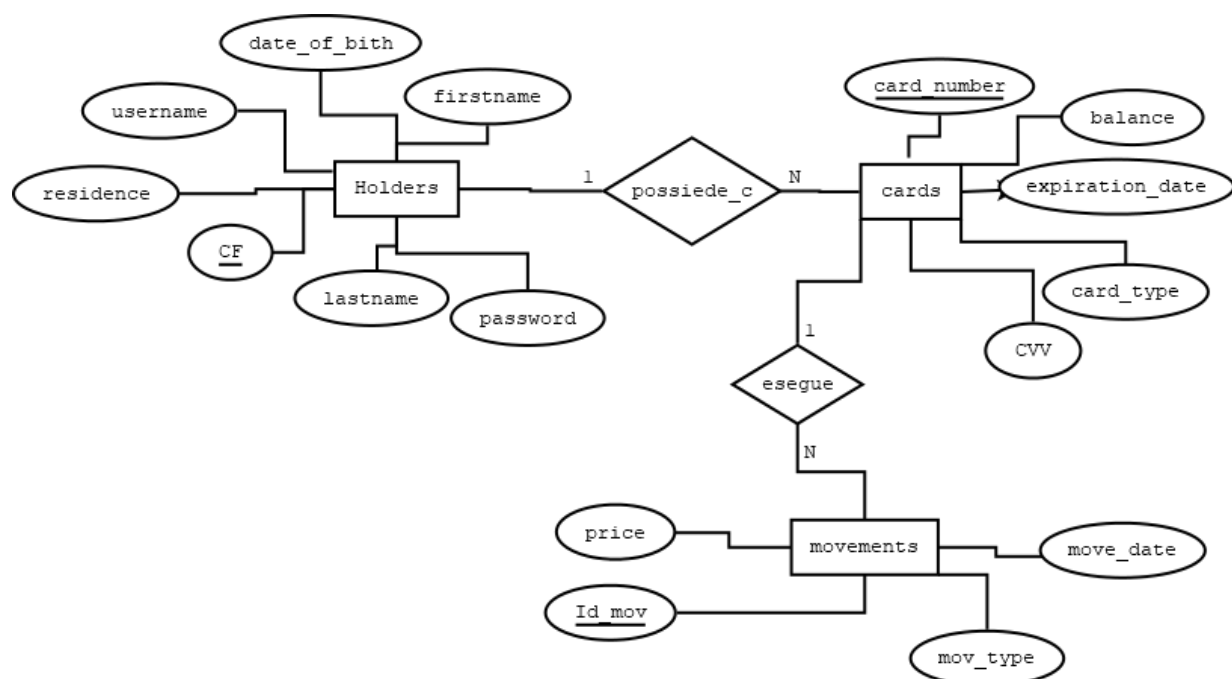 date_of_bith
firstname
username
Holders
residence
CF
lastname
password
1
possiede_c
N
card_number
balance
cards
expiration_date
card_type
CVV
1
esegue
N
price
movements
move_date
Id_mov
mov_type